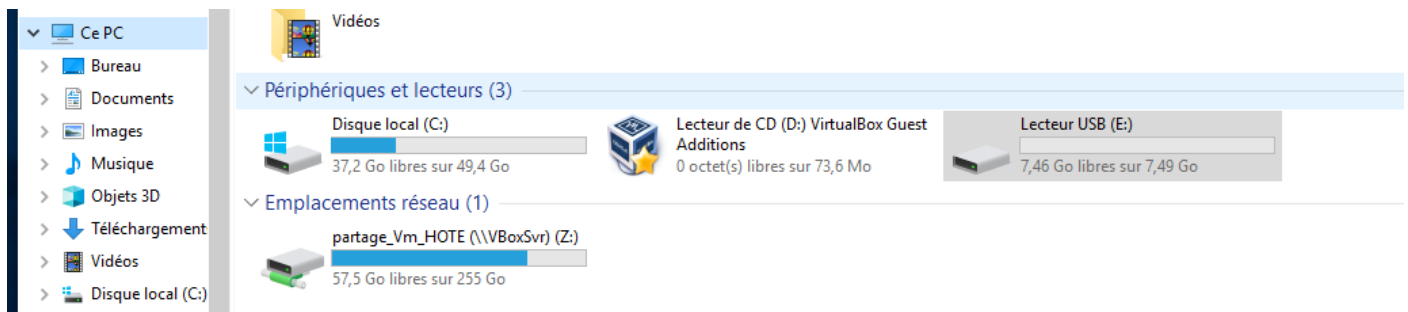 Ce PC
Bureau
Documents
Images
Musique
Objets 3D
Téléchargement
Vidéos
Disque local (C:)
Vidéos
Périphériques et lecteurs (3)
Disque local (C:)
37,2 Go libres sur 49,4 Go
Lecteur de CD (D:) VirtualBox Guest
Additions
0 octet(s) libres sur 73,6 Mo
Lecteur USB (E:)
7,46 Go libres sur 7,49 Go
Emplacements réseau (1)
partage_Vm_HOTE (\\VBoxSvr) (Z:)
57,5 Go libres sur 255 Go